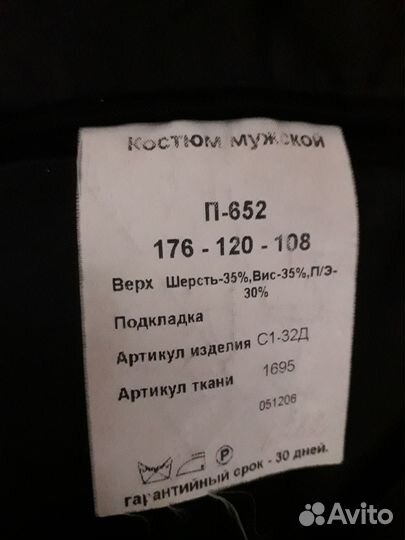 Костюм мужской
П-652
176 - 120 - 108
Верх Шерсть-35%,Вис-35%,П/Э-
30%
Подкладка
Артикул изделия С1-32Д
Артикул ткани 1695
051206
P
гарантийный срок - 30 дней.
Avito